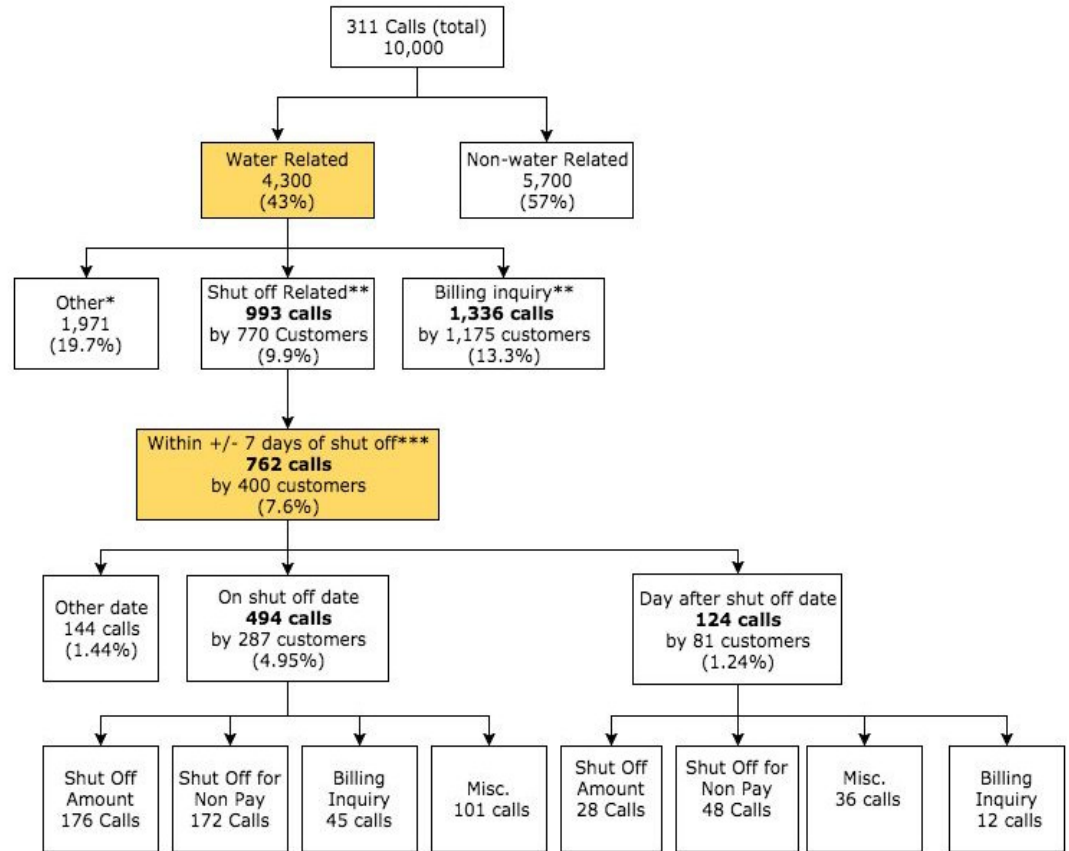 311 Calls (total)
10,000
Water Related
4,300
(43%)
Non-water Related
5,700
(57%)
Other*
1,971
(19.7%)
Shut off Related**
993 calls
by 770 Customers
(9.9%)
Billing inquiry**
1,336 calls
by 1,175 customers
(13.3%)
Within +/- 7 days of shut off***
762 calls
by 400 customers
(7.6%)
Other date
144 calls
(1.44%)
On shut off date
494 calls
by 287 customers
(4.95%)
Day after shut off date
124 calls
by 81 customers
(1.24%)
Shut Off
Amount
176 Calls
Shut Off for
Non Pay
172 Calls
Billing
Inquiry
45 calls
Misc.
101 calls
Shut Off
Amount
28 Calls
Shut Off for
Non Pay
48 Calls
Misc.
36 calls
Billing
Inquiry
12 calls